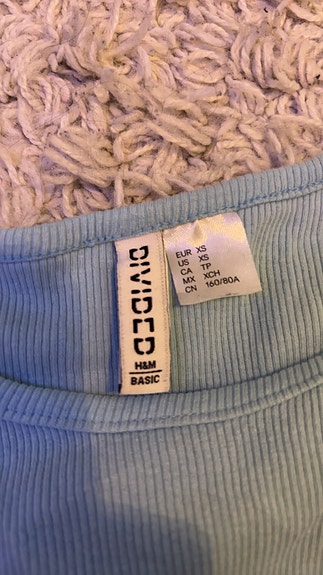 DIVIDED
H&M
BASIC
EUR XS
US XS
CA TP
MX XCH
CN 160/80A